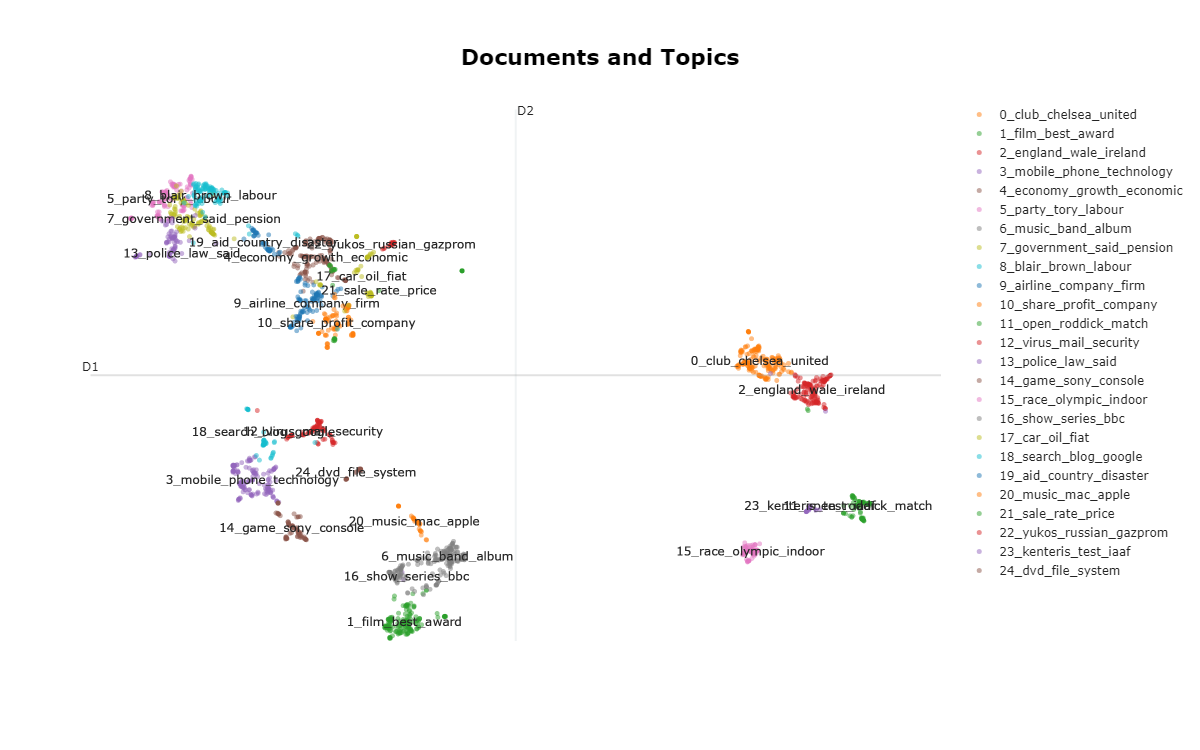 Documents and Topics
D2
D1
8_blair_brown_labour
5_party_tory_labour
7_government_said_pension
19_aid_country_disaster
22_yukos_russian_gazprom
13_police_law_said
4_economy_growth_economic
17_car_oil_fiat
21_sale_rate_price
9_airline_company_firm
10_share_profit_company
0_club_chelsea_united
2_england_wale_ireland
18_search_blog_google
12_virus_mail_security
24_dvd_file_system
3_mobile_phone_technology
20_music_mac_apple
14_game_sony_console
6_music_band_album
16_show_series_bbc
1_film_best_award
23_kenteris_test_iaaf
11_open_roddick_match
15_race_olympic_indoor
0_club_chelsea_united
1_film_best_award
2_england_wale_ireland
3_mobile_phone_technology
4_economy_growth_economic
5_party_tory_labour
6_music_band_album
7_government_said_pension
8_blair_brown_labour
9_airline_company_firm
10_share_profit_company
11_open_roddick_match
12_virus_mail_security
13_police_law_said
14_game_sony_console
15_race_olympic_indoor
16_show_series_bbc
17_car_oil_fiat
18_search_blog_google
19_aid_country_disaster
20_music_mac_apple
21_sale_rate_price
22_yukos_russian_gazprom
23_kenteris_test_iaaf
24_dvd_file_system